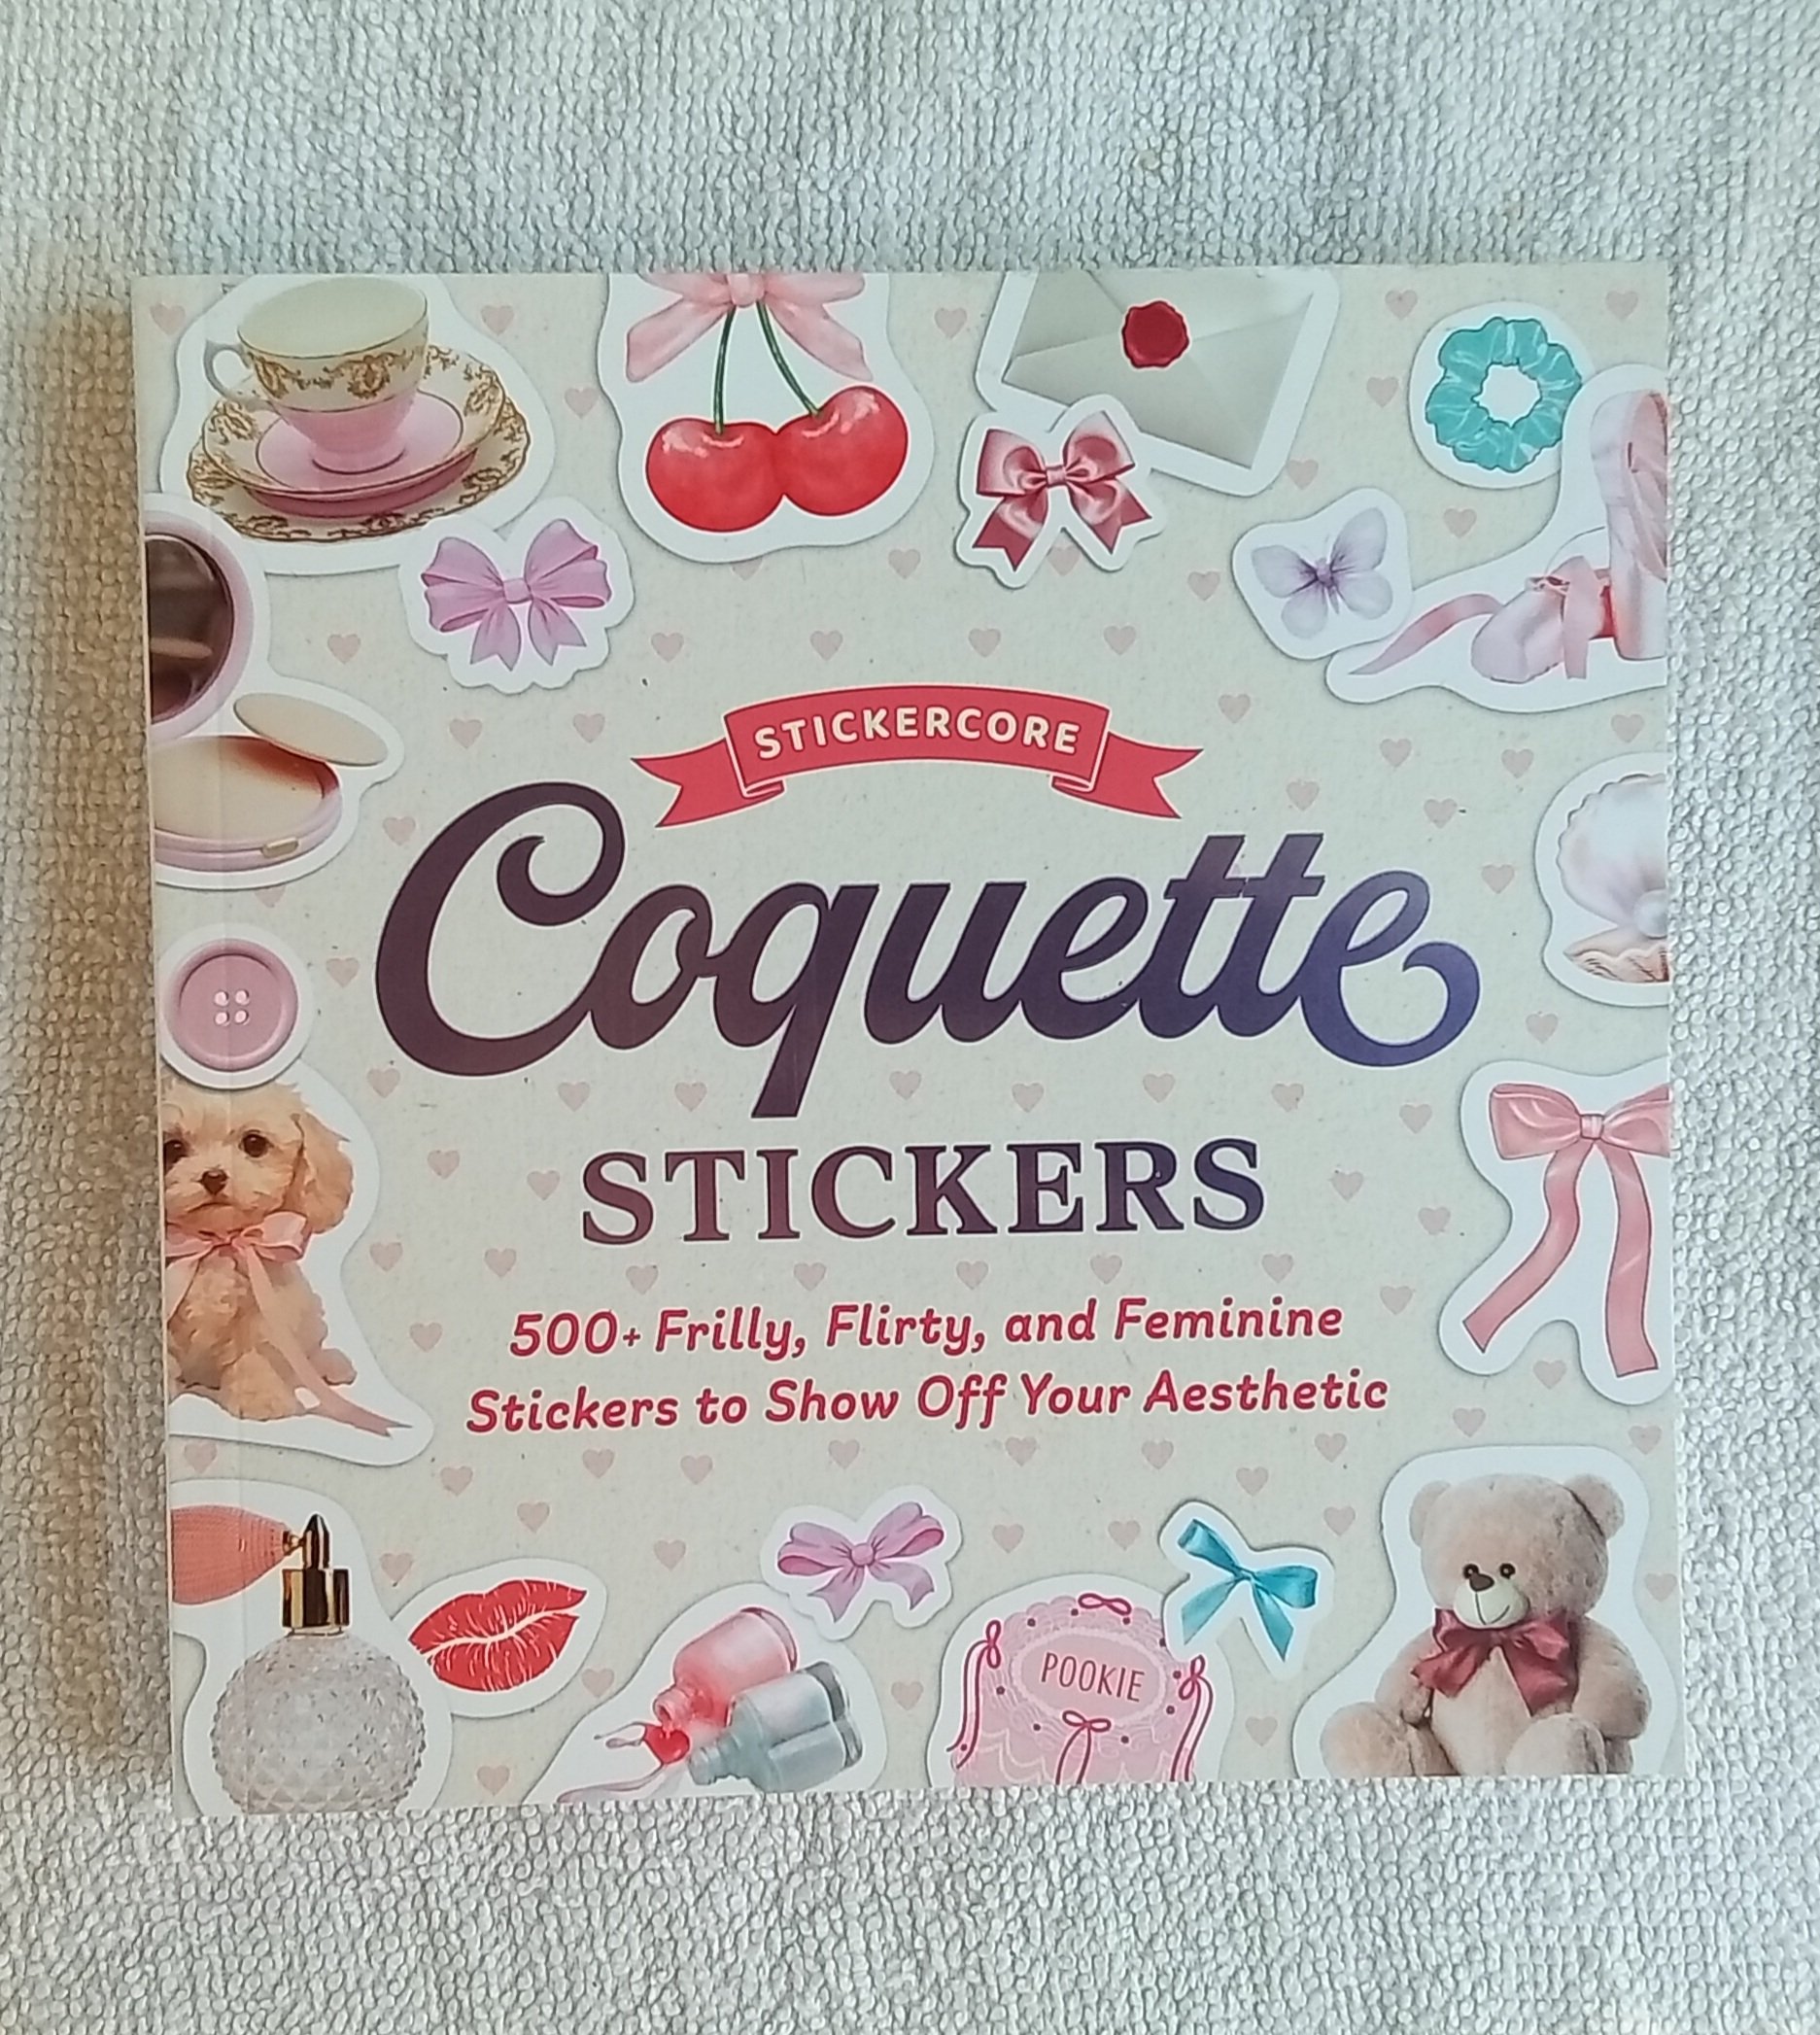 STICKERCORE
Coquette
STICKERS
500+ Frilly, Flirty, and Feminine
Stickers to Show Off Your Aesthetic
POOKIE